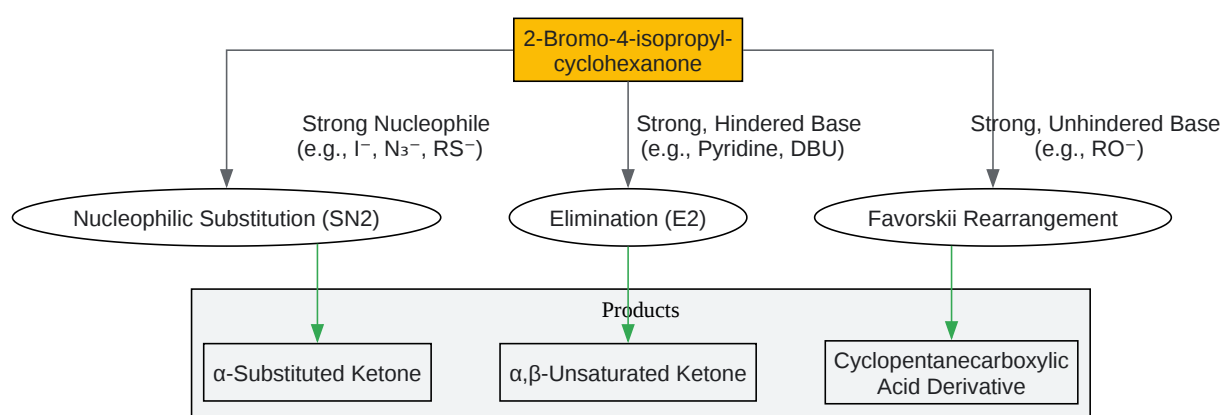 2-Bromo-4-isopropyl-
cyclohexanone
Strong Nucleophile
(e.g., I⁻, N₃⁻, RS⁻)
Strong, Hindered Base
(e.g., Pyridine, DBU)
Strong, Unhindered Base
(e.g., RO⁻)
Nucleophilic Substitution (SN2)
Elimination (E2)
Favorskii Rearrangement
Products
α-Substituted Ketone
α,β-Unsaturated Ketone
Cyclopentanecarboxylic
Acid Derivative